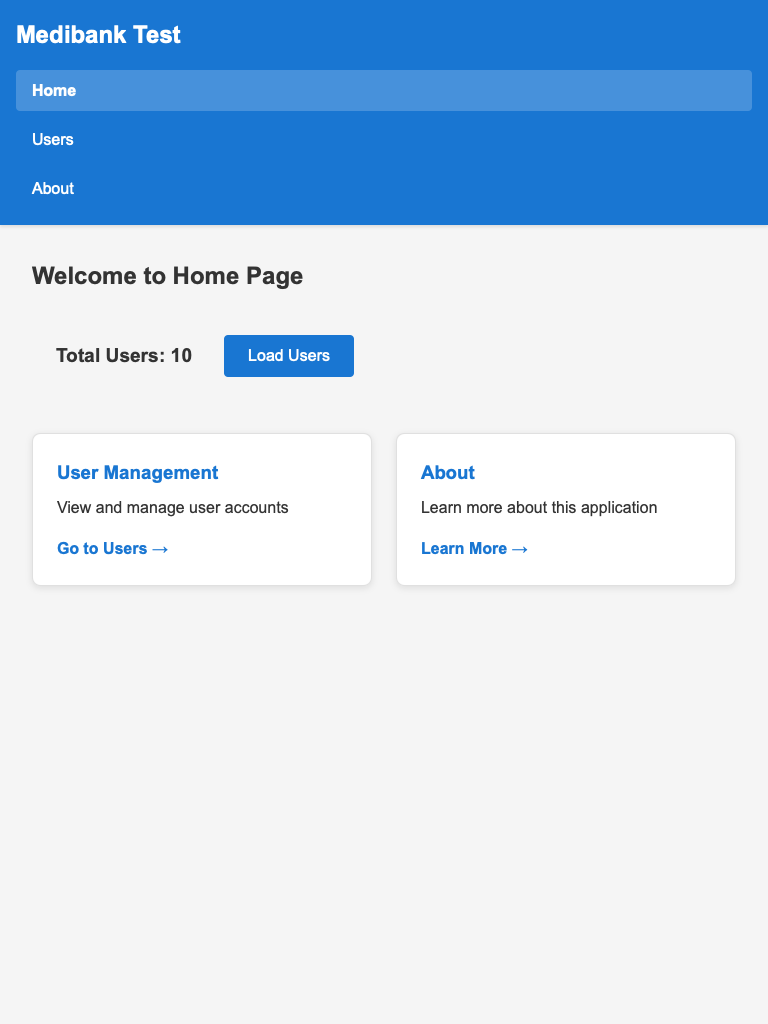 Medibank Test
Home
Users
About
Welcome to Home Page
Total Users: 10
Load Users
User Management
View and manage user accounts
Go to Users →
About
Learn more about this application
Learn More →